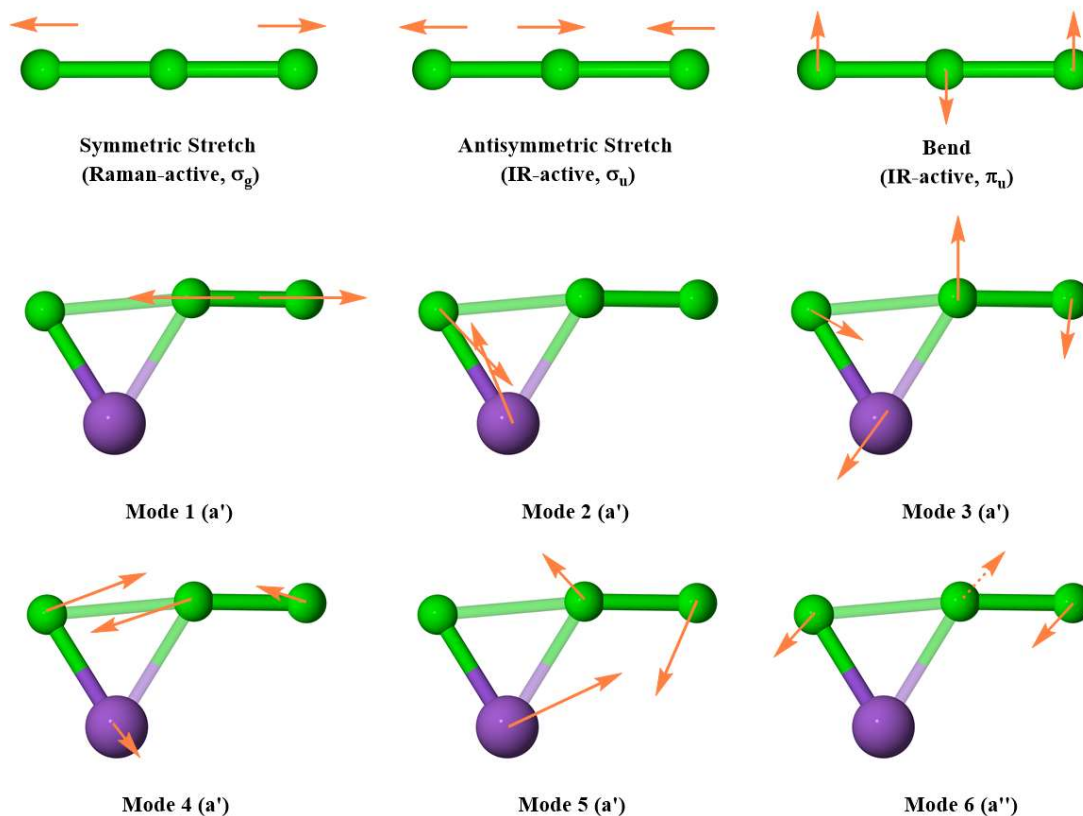 Symmetric Stretch
(Raman-active, σg)
Antisymmetric Stretch
(IR-active, σu)
Bend
(IR-active, πu)
Mode 1 (a')
Mode 2 (a')
Mode 3 (a')
Mode 4 (a')
Mode 5 (a')
Mode 6 (a'')